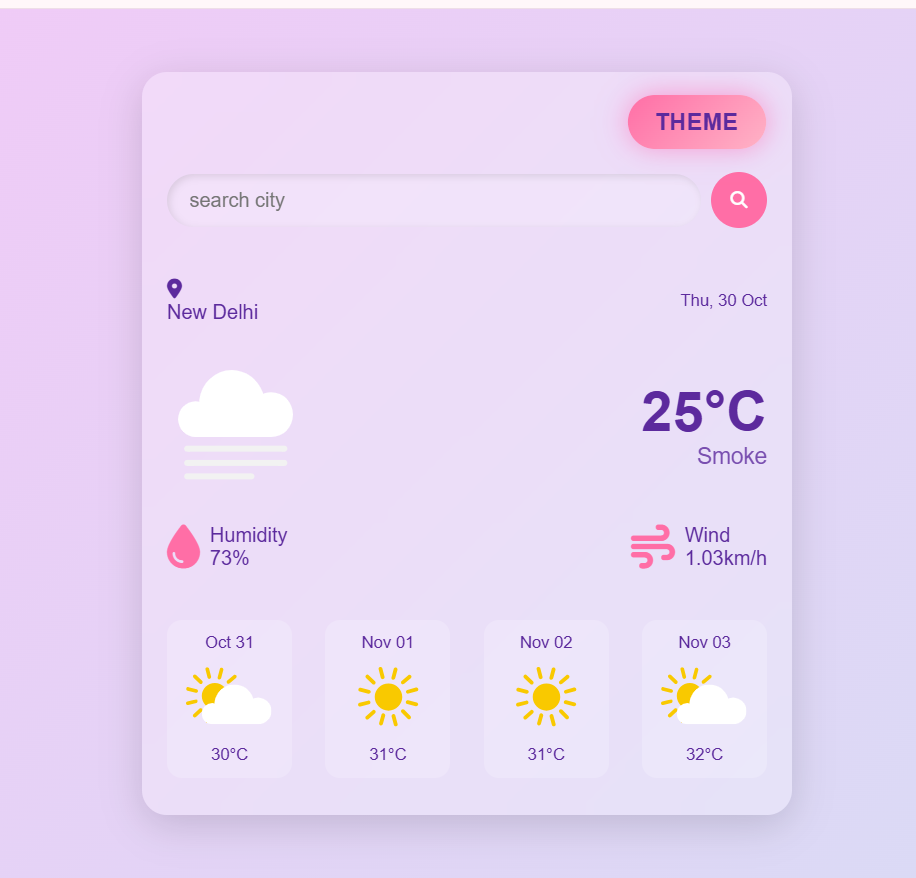 THEME
search city
New Delhi
Thu, 30 Oct
25°C
Smoke
Humidity
73%
Wind
1.03km/h
Oct 31
30°C
Nov 01
31°C
Nov 02
31°C
Nov 03
32°C